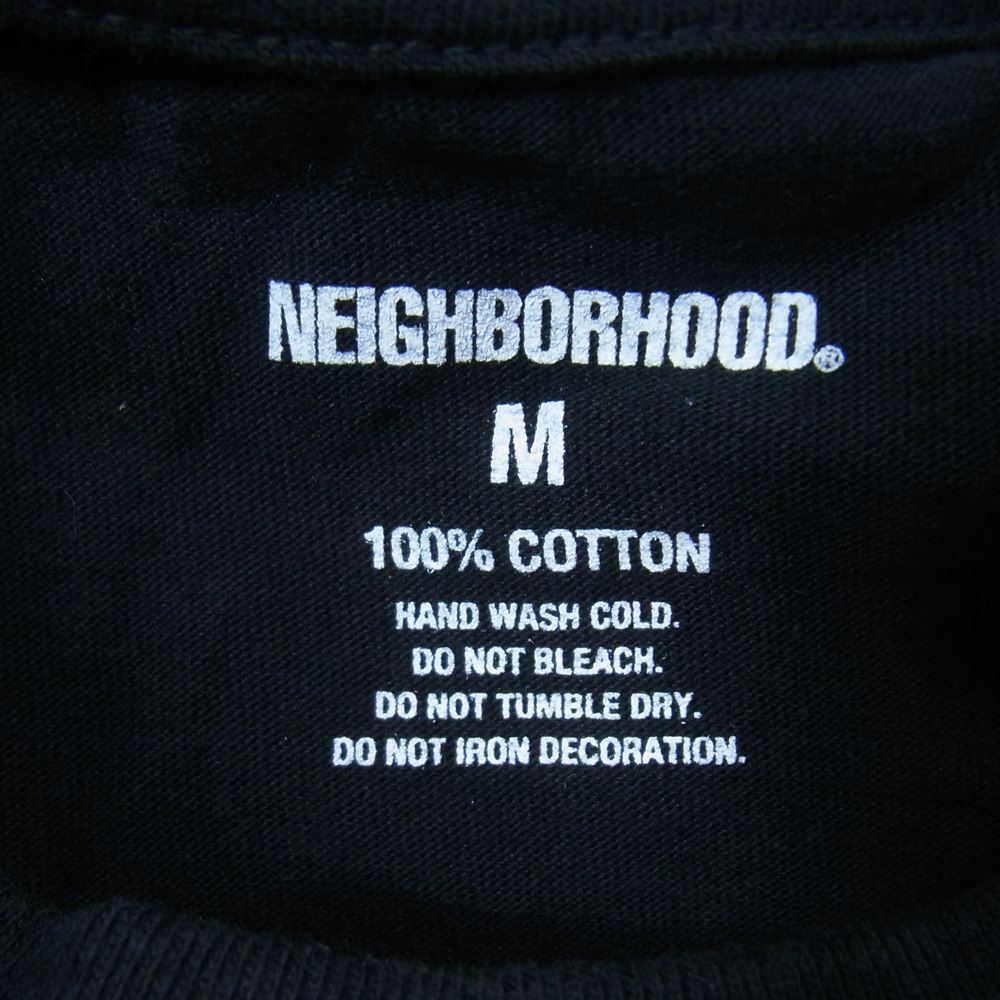 NEIGHBORHOOD.®
M
100% COTTON
HAND WASH COLD.
DO NOT BLEACH.
DO NOT TUMBLE DRY.
DO NOT IRON DECORATION.